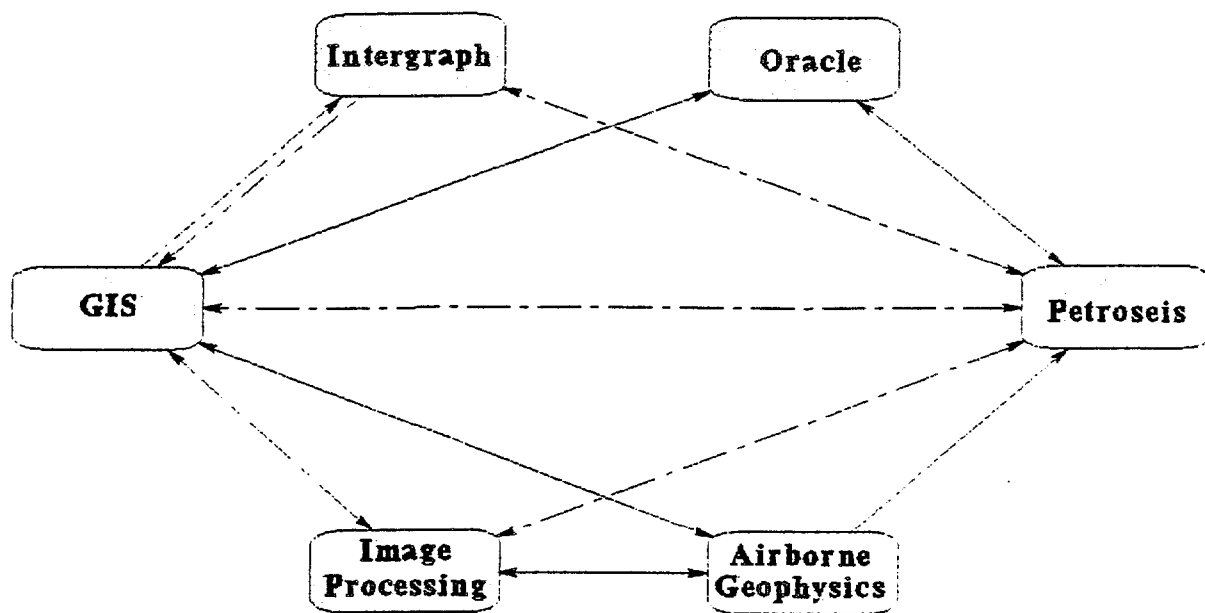 Intergraph
Oracle
GIS
Petroseis
Image
Processing
Airborne
Geophysics